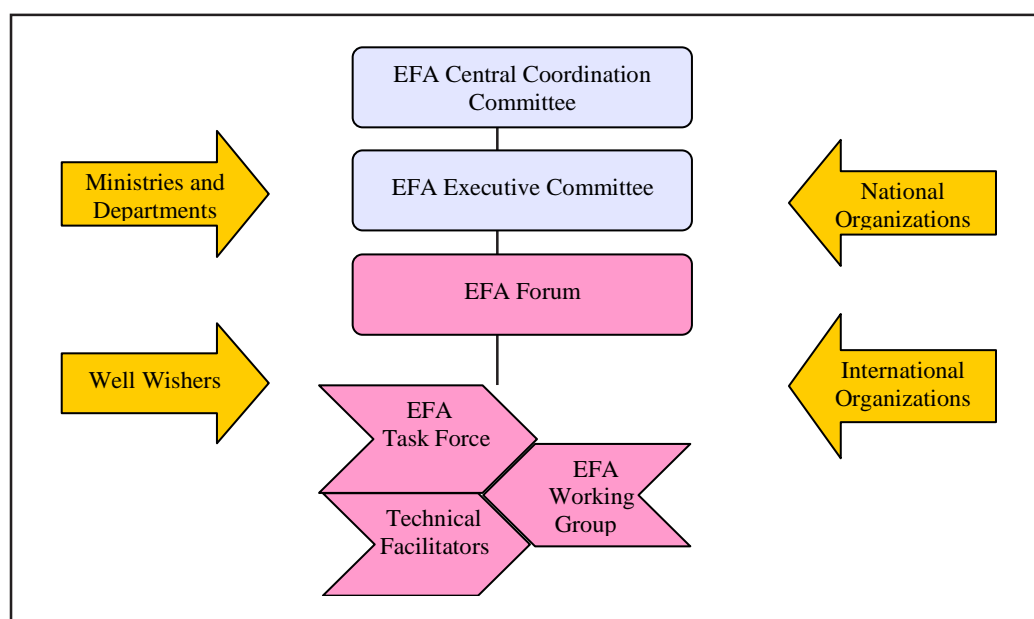 EFA Central Coordination
Committee
Ministries and
Departments
EFA Executive Committee
National
Organizations
EFA Forum
Well Wishers
International
Organizations
EFA
Task Force
EFA
Working
Group
Technical
Facilitators